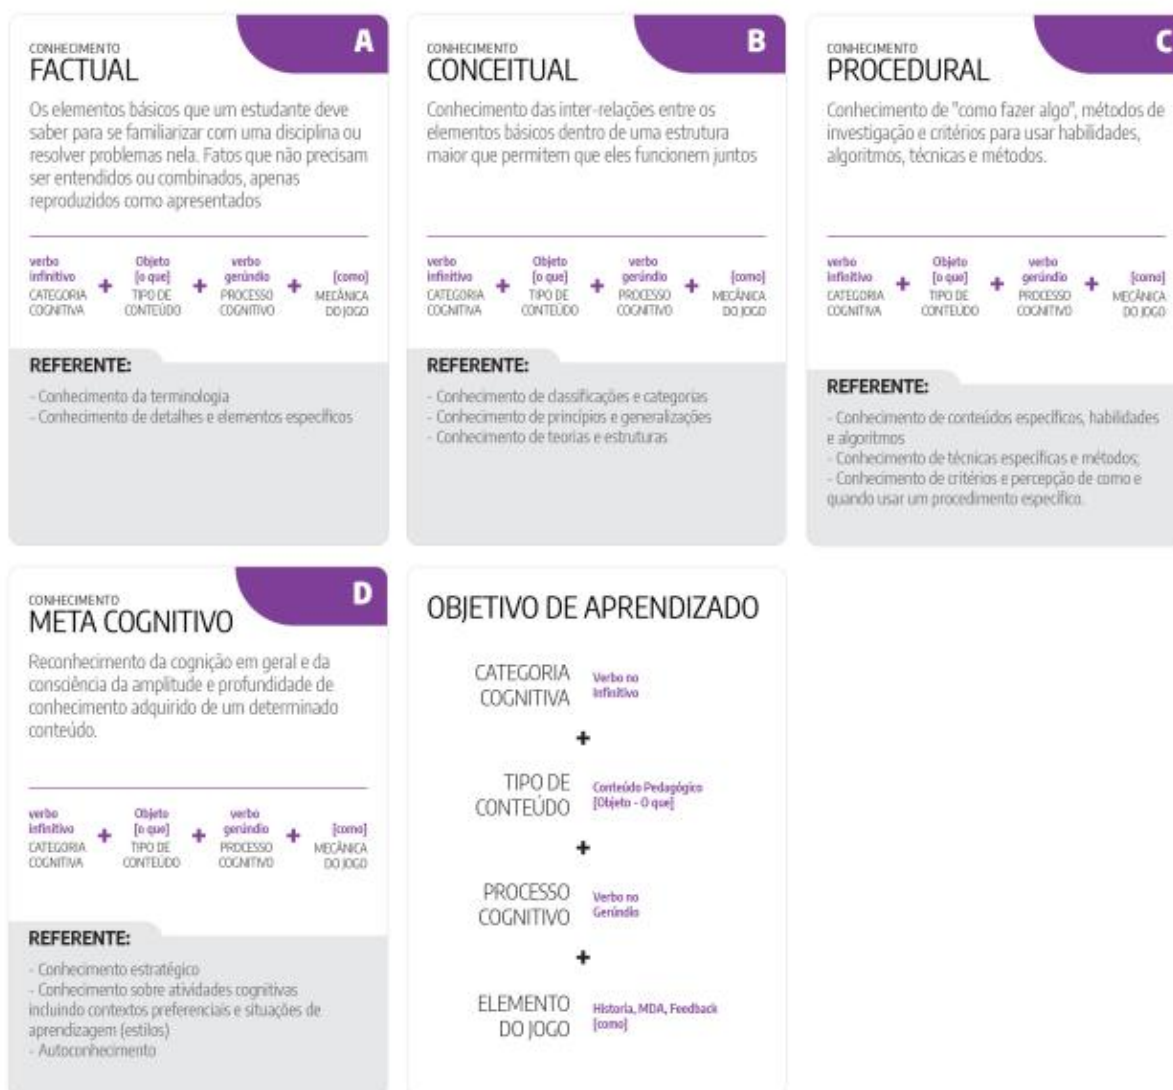 A
CONHECIMENTO
FACTUAL
Os elementos básicos que um estudante deve
saber para se familiarizar com uma disciplina ou
resolver problemas nela. Fatos que não precisam
ser entendidos ou combinados, apenas
reproduzidos como apresentados
verbo infinitivo + Objeto [o que] + verbo gerúndio + [como]
CATEGORIA COGNITIVA TIPO DE CONTEÚDO PROCESSO COGNITIVO MECÂNICA DO JOGO
REFERENTE:
- Conhecimento da terminologia
- Conhecimento de detalhes e elementos específicos
B
CONHECIMENTO
CONCEITUAL
Conhecimento das inter-relações entre os
elementos básicos dentro de uma estrutura
maior que permitem que eles funcionem juntos
verbo infinitivo + Objeto [o que] + verbo gerúndio + [como]
CATEGORIA COGNITIVA TIPO DE CONTEÚDO PROCESSO COGNITIVO MECÂNICA DO JOGO
REFERENTE:
- Conhecimento de classificações e categorias
- Conhecimento de princípios e generalizações
- Conhecimento de teorias e estruturas
C
CONHECIMENTO
PROCEDURAL
Conhecimento de "como fazer algo", métodos de
investigação e critérios para usar habilidades,
algoritmos, técnicas e métodos.
verbo infinitivo + Objeto [o que] + verbo gerúndio + [como]
CATEGORIA COGNITIVA TIPO DE CONTEÚDO PROCESSO COGNITIVO MECÂNICA DO JOGO
REFERENTE:
- Conhecimento de conteúdos específicos, habilidades
e algoritmos
- Conhecimento de técnicas específicas e métodos;
- Conhecimento de critérios e percepção de como e
quando usar um procedimento específico.
D
CONHECIMENTO
META COGNITIVO
Reconhecimento da cognição em geral e da
consciência da amplitude e profundidade de
conhecimento adquirido de um determinado
conteúdo.
verbo infinitivo + Objeto [o que] + verbo gerúndio + [como]
CATEGORIA COGNITIVA TIPO DE CONTEÚDO PROCESSO COGNITIVO MECÂNICA DO JOGO
REFERENTE:
- Conhecimento estratégico
- Conhecimento sobre atividades cognitivas
incluindo contextos preferenciais e situações de
aprendizagem (estilos)
- Autoconhecimento
OBJETIVO DE APRENDIZADO
CATEGORIA Verbo no
COGNITIVA Infinitivo
+
TIPO DE Conteúdo Pedagógico
CONTEÚDO [Objeto - O que]
+
PROCESSO Verbo no
COGNITIVO Gerúndio
+
ELEMENTO Historia, MDA, Feedback
DO JOGO [como]